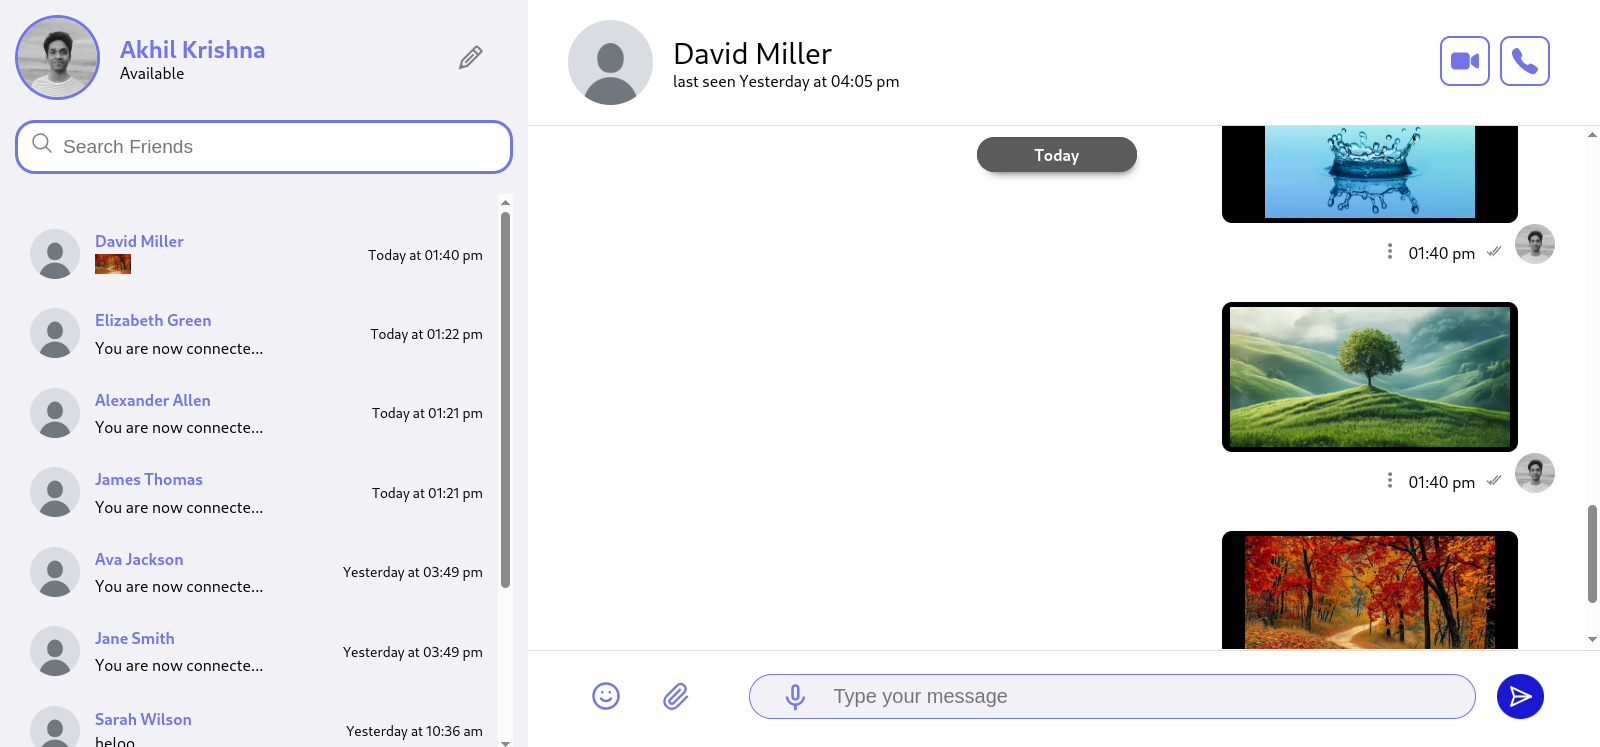 Akhil Krishna
Available
Search Friends
David Miller
Today at 01:40 pm
Elizabeth Green
You are now connecte...
Today at 01:22 pm
Alexander Allen
You are now connecte...
Today at 01:21 pm
James Thomas
You are now connecte...
Today at 01:21 pm
Ava Jackson
You are now connecte...
Yesterday at 03:49 pm
Jane Smith
You are now connecte...
Yesterday at 03:49 pm
Sarah Wilson
heloo
Yesterday at 10:36 am
David Miller
last seen Yesterday at 04:05 pm
Today
01:40 pm
01:40 pm
Type your message